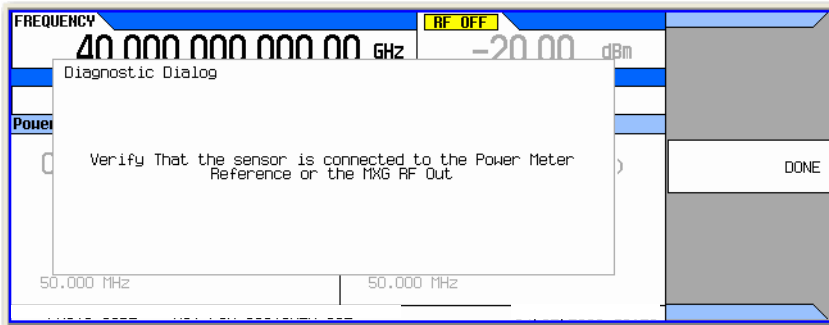 FREQUENCY
RF OFF
40.000 000 000 00 GHz
-20.00 dBm
Diagnostic Dialog
Power
Verify That the sensor is connected to the Power Meter
Reference or the MXG RF Out
DONE
50.000 MHz
50.000 MHz